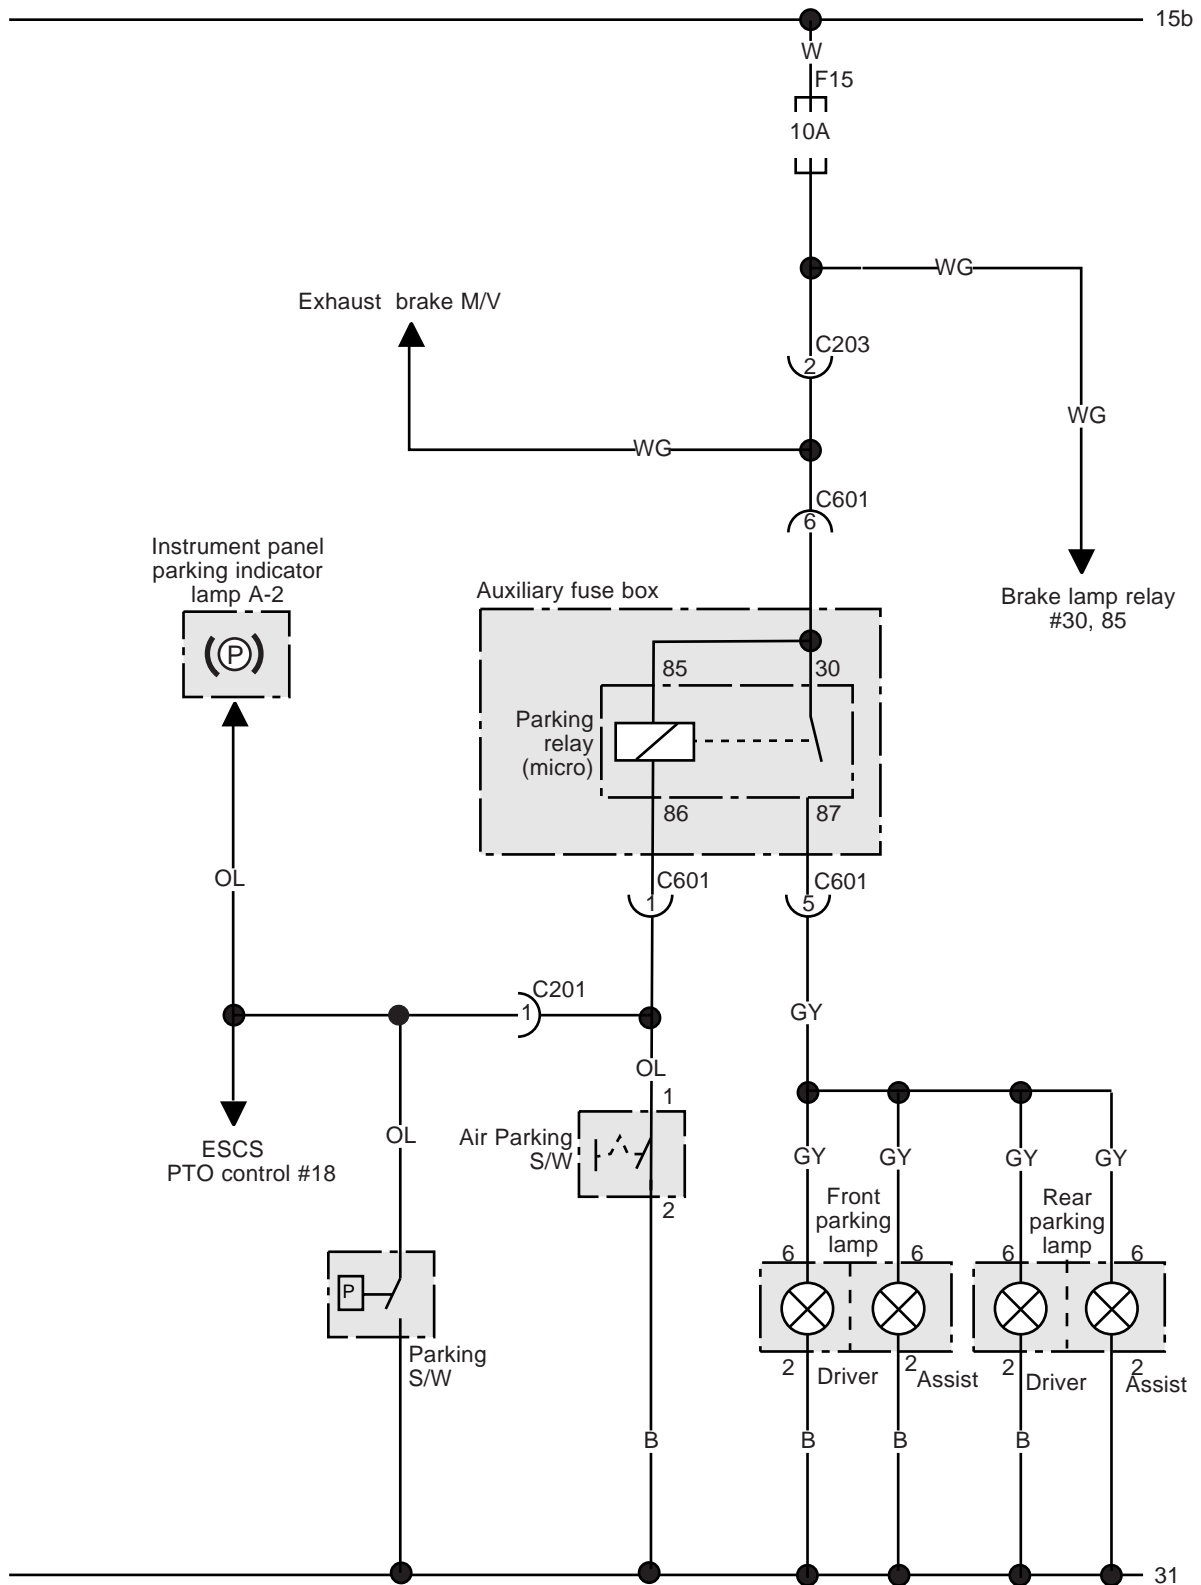 15b
W
F15
10A
WG
Exhaust brake M/V
C203
2
WG
WG
C601
6
Instrument panel
parking indicator
lamp A-2
Auxiliary fuse box
Brake lamp relay
#30, 85
P
85
30
Parking
relay
(micro)
86
87
OL
C601
1
C601
5
C201
1
GY
OL
1
Air Parking
S/W
2
OL
ESCS
PTO control #18
GY
GY
GY
GY
Front
parking
lamp
Rear
parking
lamp
6
6
6
6
P
Parking
S/W
2
Driver
2
Assist
2
Driver
2
Assist
B
B
B
B
31